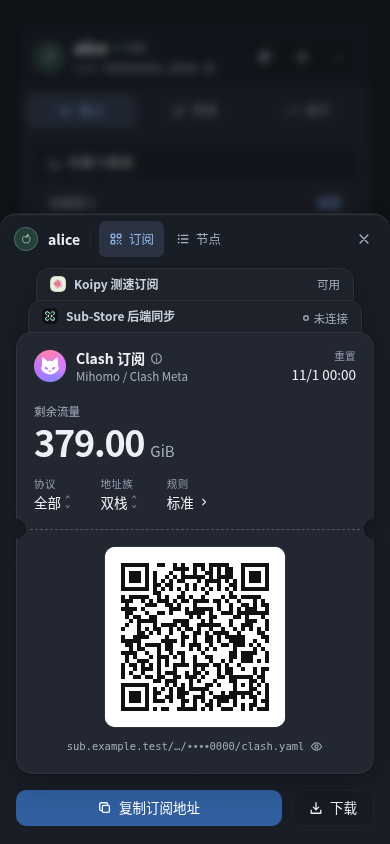 alice
订阅
节点
Koipy 测速订阅
可用
Sub-Store 后端同步
未连接
Clash 订阅
重置
Mihomo / Clash Meta
11/1 00:00
剩余流量
379.00 GiB
协议
地址族
规则
全部
双栈
标准
sub.example.test/…/••••0000/clash.yaml
复制订阅地址
下载